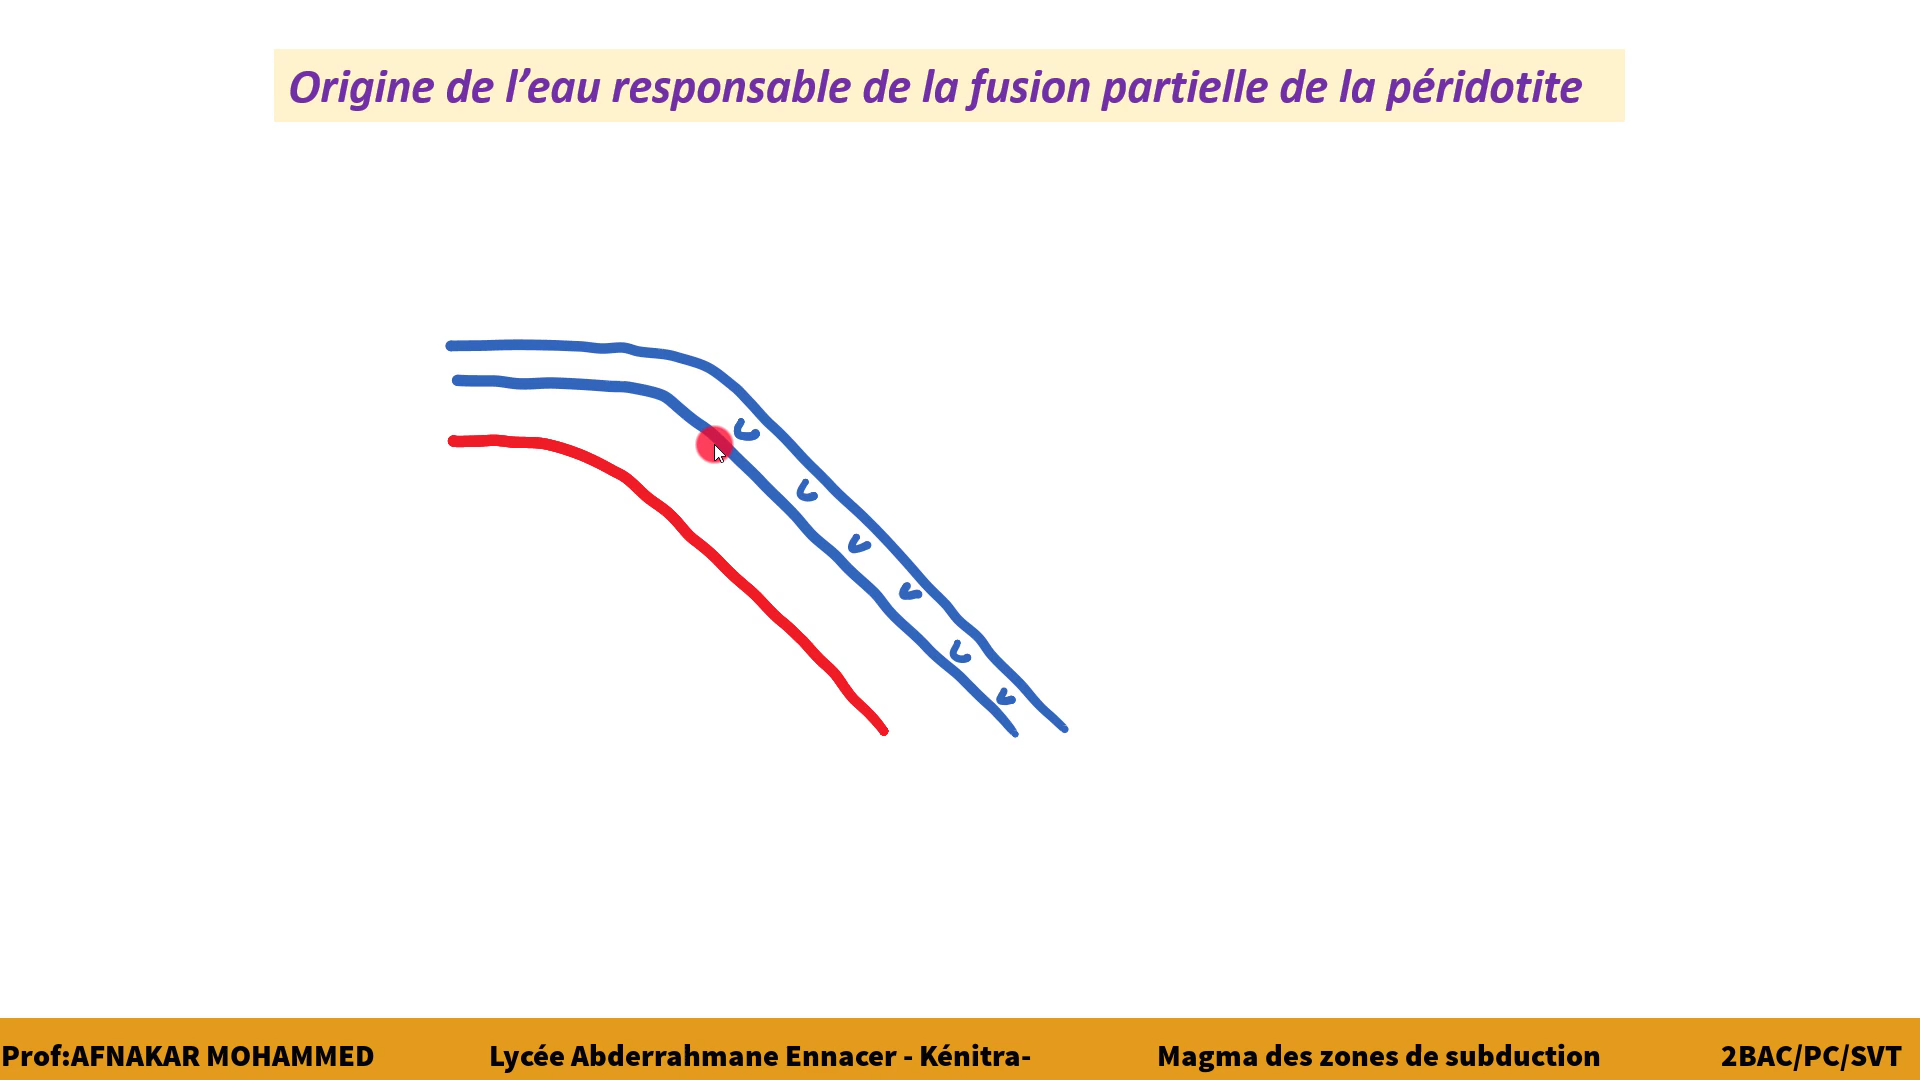 Origine de l’eau responsable de la fusion partielle de la péridotite
Prof:AFNAKAR MOHAMMED Lycée Abderrahmane Ennacer - Kénitra- Magma des zones de subduction 2BAC/PC/SVT